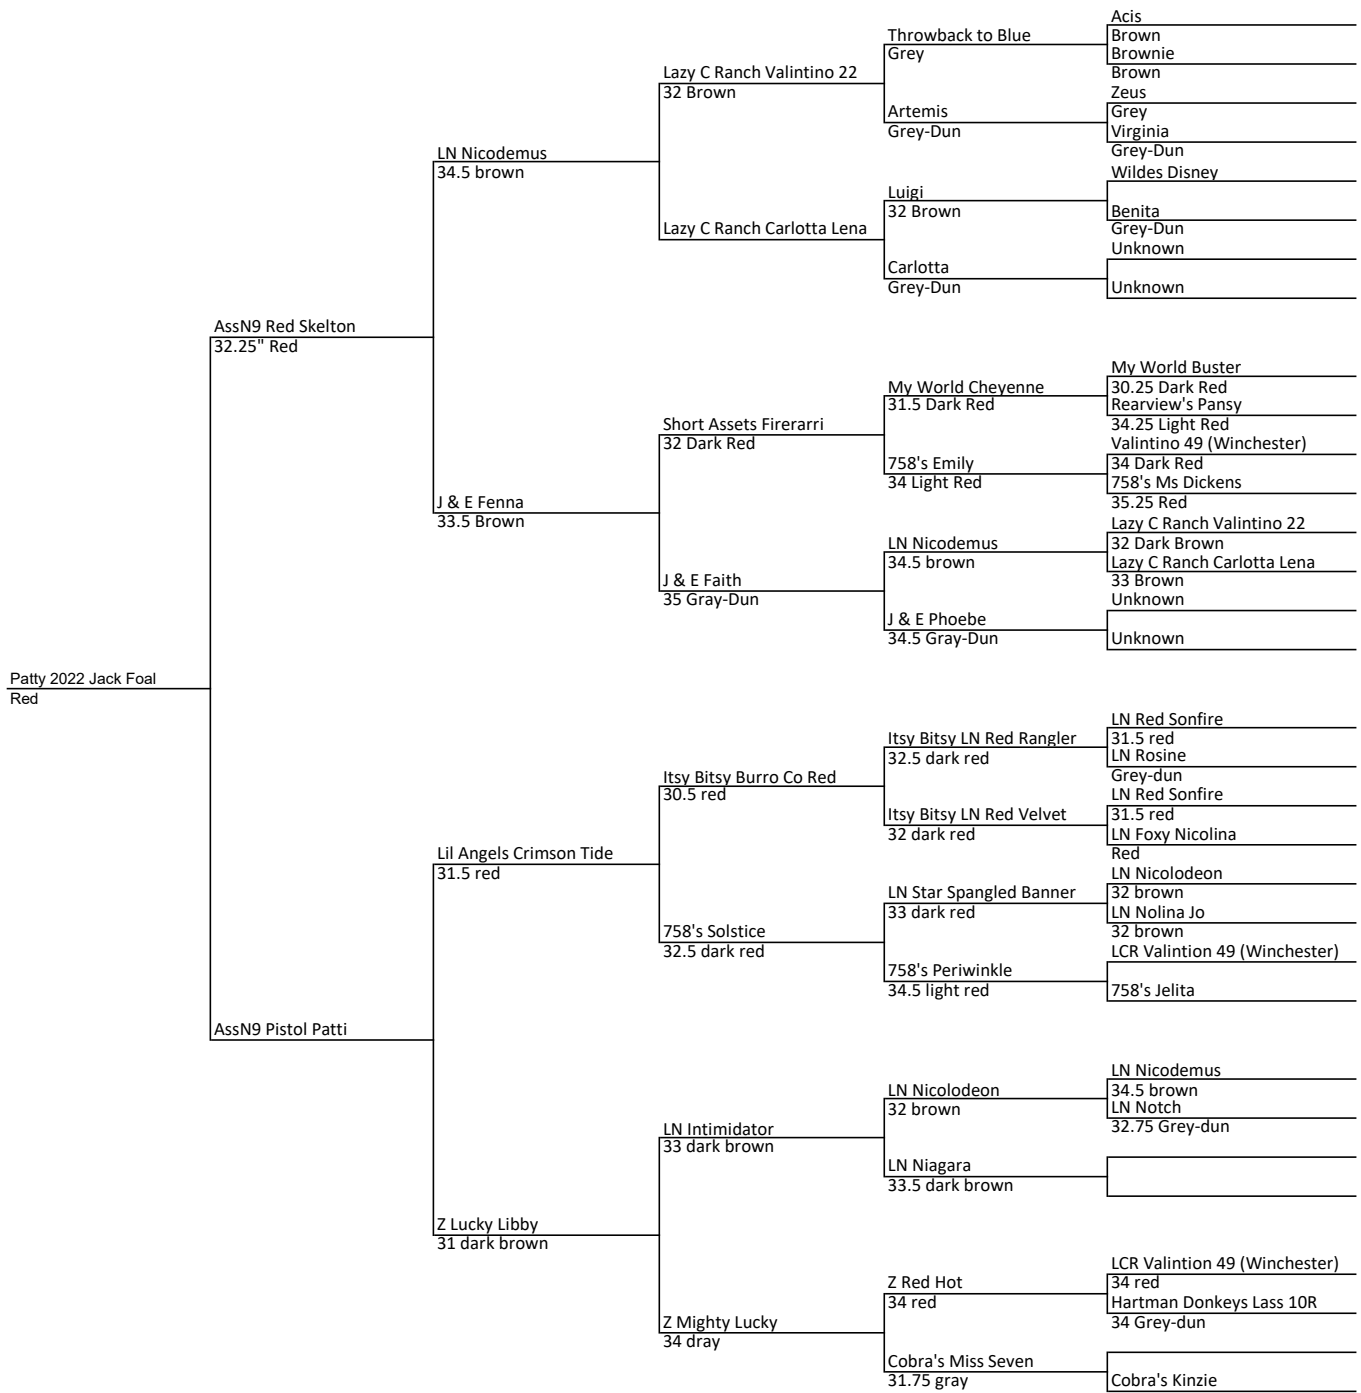 Patty 2022 Jack Foal
Red
AssN9 Red Skelton
32.25" Red
AssN9 Pistol Patti
LN Nicodemus
34.5 brown
J & E Fenna
33.5 Brown
Lil Angels Crimson Tide
31.5 red
Z Lucky Libby
31 dark brown
Lazy C Ranch Valintino 22
32 Brown
Lazy C Ranch Carlotta Lena
Short Assets Firerarri
32 Dark Red
J & E Faith
35 Gray-Dun
Itsy Bitsy Burro Co Red
30.5 red
758's Solstice
32.5 dark red
LN Intimidator
33 dark brown
Z Mighty Lucky
34 dray
Throwback to Blue
Grey
Artemis
Grey-Dun
Luigi
32 Brown
Carlotta
Grey-Dun
My World Cheyenne
31.5 Dark Red
758's Emily
34 Light Red
LN Nicodemus
34.5 brown
J & E Phoebe
34.5 Gray-Dun
Itsy Bitsy LN Red Rangler
32.5 dark red
Itsy Bitsy LN Red Velvet
32 dark red
LN Star Spangled Banner
33 dark red
758's Periwinkle
34.5 light red
LN Nicolodeon
32 brown
LN Niagara
33.5 dark brown
Z Red Hot
34 red
Cobra's Miss Seven
31.75 gray
Acis
Brown
Brownie
Brown
Zeus
Grey
Virginia
Grey-Dun
Wildes Disney
Benita
Grey-Dun
Unknown
Unknown
My World Buster
30.25 Dark Red
Rearview's Pansy
34.25 Light Red
Valintino 49 (Winchester)
34 Dark Red
758's Ms Dickens
35.25 Red
Lazy C Ranch Valintino 22
32 Dark Brown
Lazy C Ranch Carlotta Lena
33 Brown
Unknown
Unknown
LN Red Sonfire
31.5 red
LN Rosine
Grey-dun
LN Red Sonfire
31.5 red
LN Foxy Nicolina
Red
LN Nicolodeon
32 brown
LN Nolina Jo
32 brown
LCR Valintion 49 (Winchester)
758's Jelita
LN Nicodemus
34.5 brown
LN Notch
32.75 Grey-dun
LCR Valintion 49 (Winchester)
34 red
Hartman Donkeys Lass 10R
34 Grey-dun
Cobra's Kinzie